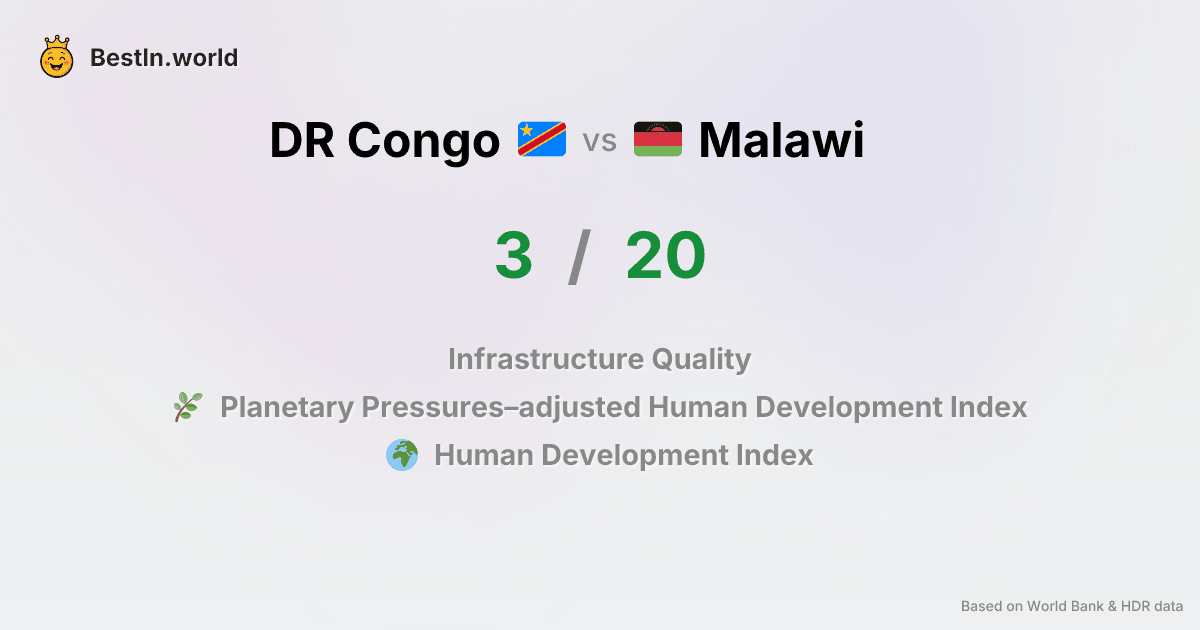 BestIn.world
DR Congo vs Malawi
3 / 20
Infrastructure Quality
Planetary Pressures–adjusted Human Development Index
Human Development Index
Based on World Bank & HDR data